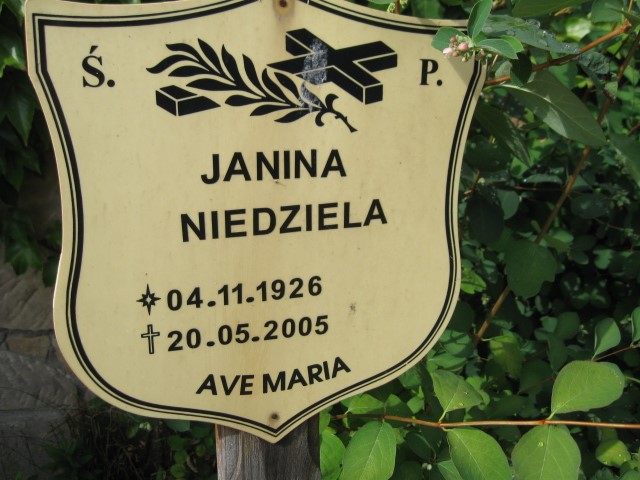 Ś. P.
JANINA
NIEDZIELA
04.11.1926
20.05.2005
AVE MARIA